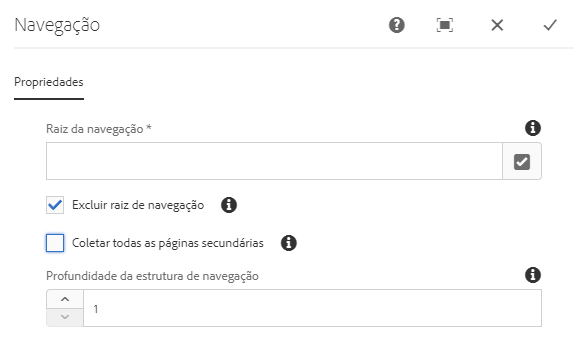 Navegação
Propriedades
Raiz da navegação *
Excluir raiz de navegação
Coletar todas as páginas secundárias
Profundidade da estrutura de navegação
1